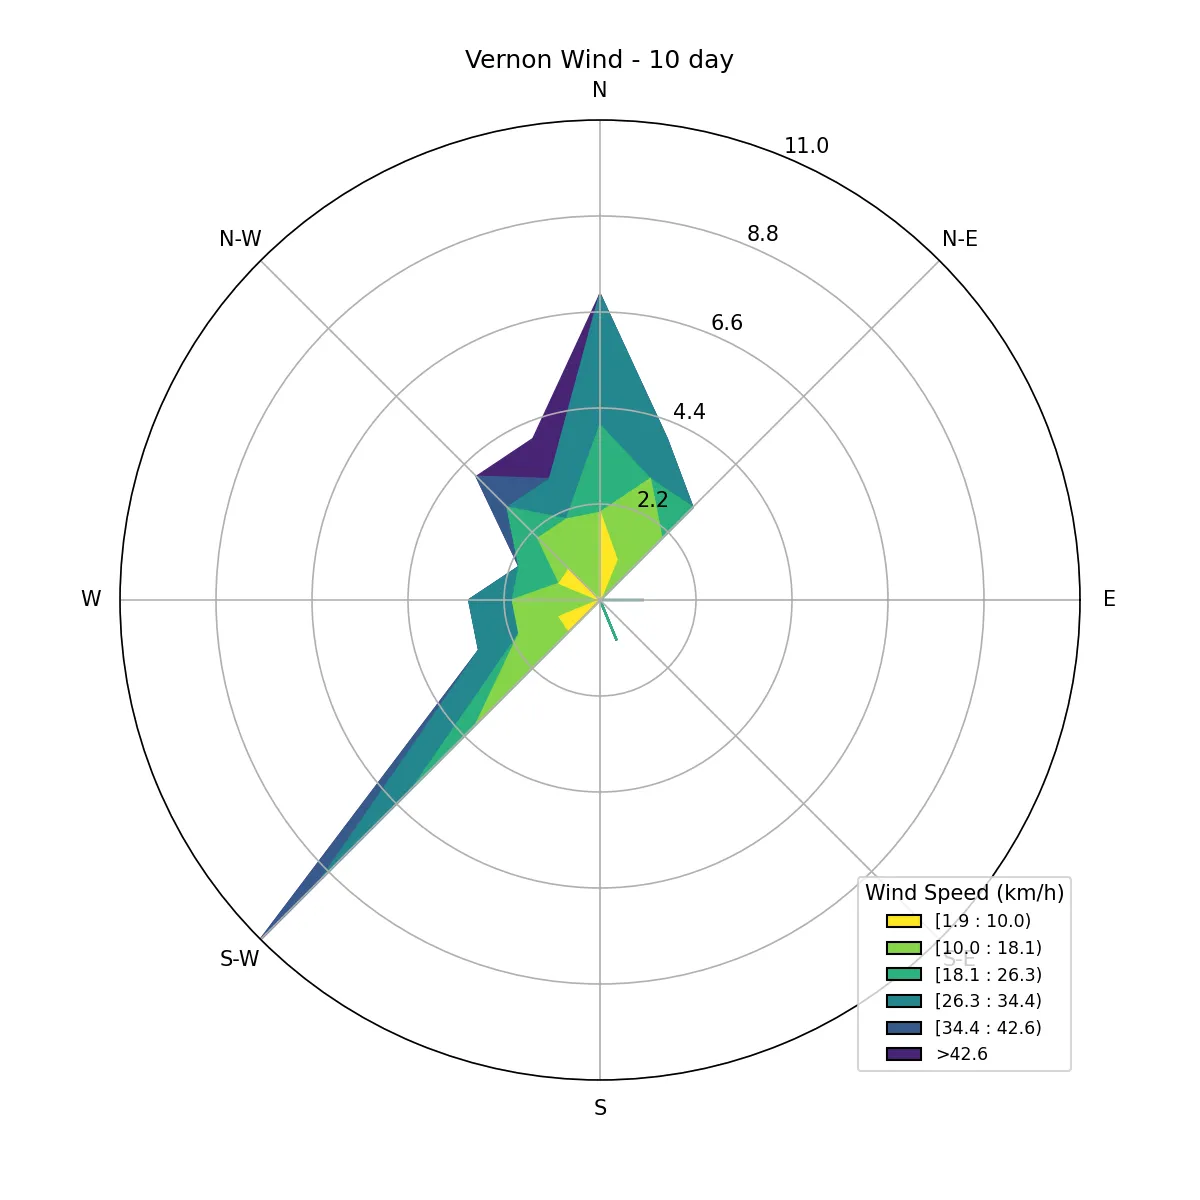 Vernon Wind - 10 day
N
11.0
N-W
8.8
N-E
6.6
4.4
2.2
W
E
S-W
S-E
Wind Speed (km/h)
[1.9 : 10.0)
[10.0 : 18.1)
[18.1 : 26.3)
[26.3 : 34.4)
[34.4 : 42.6)
>42.6
S